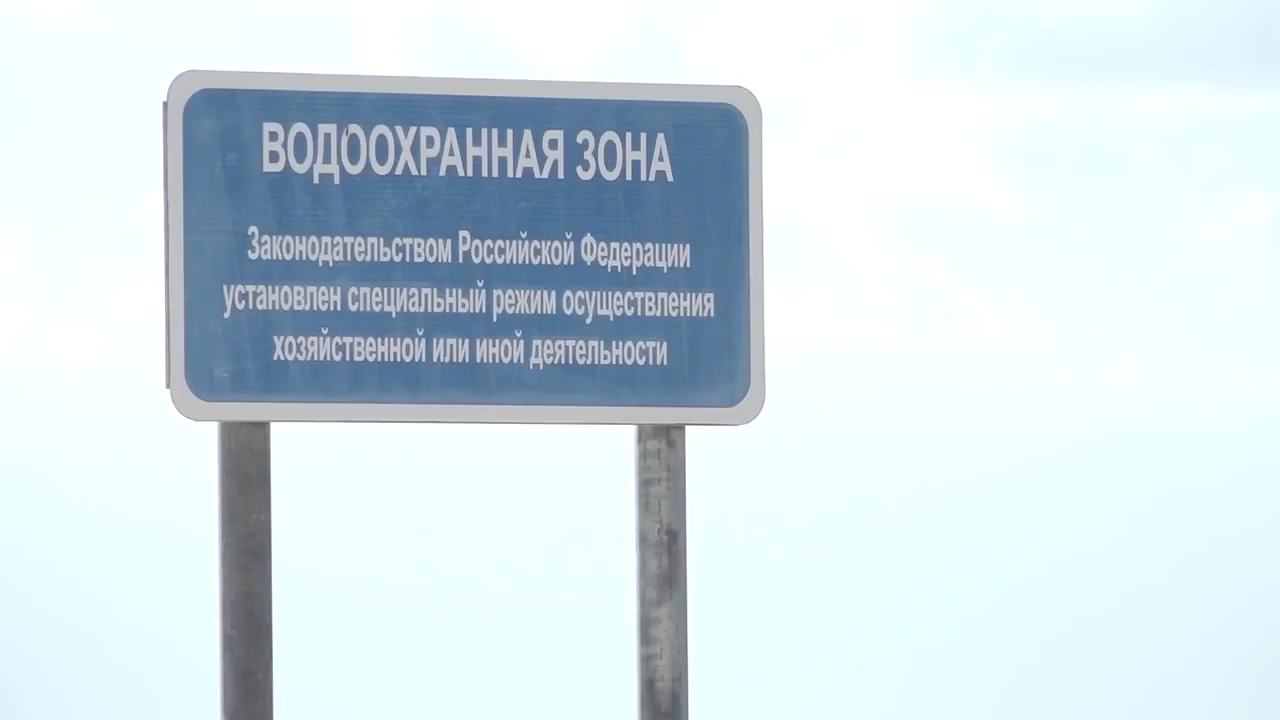 ВОДООХРАННАЯ ЗОНА
Законодательством Российской Федерации
установлен специальный режим осуществления
хозяйственной или иной деятельности